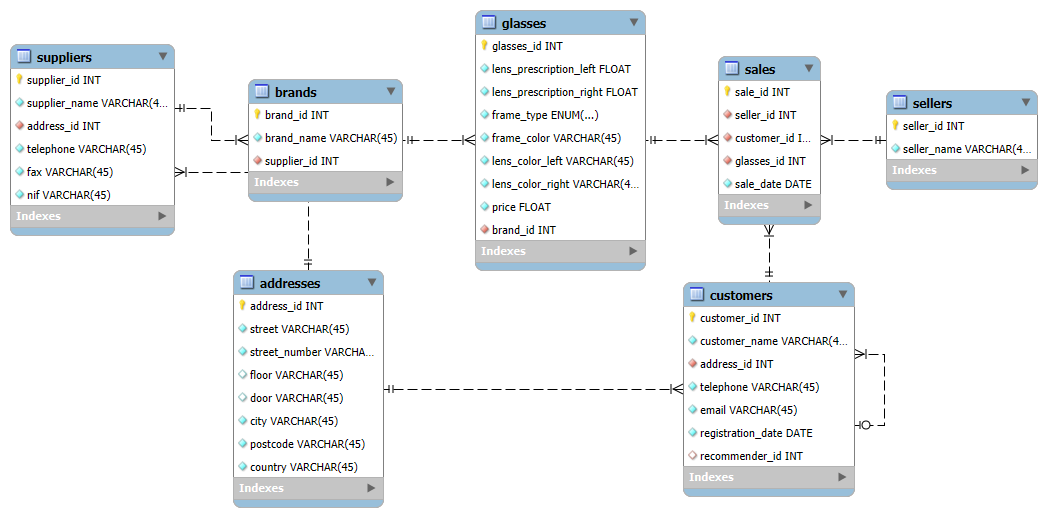 suppliers
supplier_id INT
supplier_name VARCHAR(4...
address_id INT
telephone VARCHAR(45)
fax VARCHAR(45)
nif VARCHAR(45)
Indexes
brands
brand_id INT
brand_name VARCHAR(45)
supplier_id INT
Indexes
glasses
glasses_id INT
lens_prescription_left FLOAT
lens_prescription_right FLOAT
frame_type ENUM(...)
frame_color VARCHAR(45)
lens_color_left VARCHAR(45)
lens_color_right VARCHAR(4...
price FLOAT
brand_id INT
Indexes
sales
sale_id INT
seller_id INT
customer_id I...
glasses_id INT
sale_date DATE
Indexes
sellers
seller_id INT
seller_name VARCHAR(4...
Indexes
addresses
address_id INT
street VARCHAR(45)
street_number VARCHA...
floor VARCHAR(45)
door VARCHAR(45)
city VARCHAR(45)
postcode VARCHAR(45)
country VARCHAR(45)
Indexes
customers
customer_id INT
customer_name VARCHAR(4...
address_id INT
telephone VARCHAR(45)
email VARCHAR(45)
registration_date DATE
recommender_id INT
Indexes